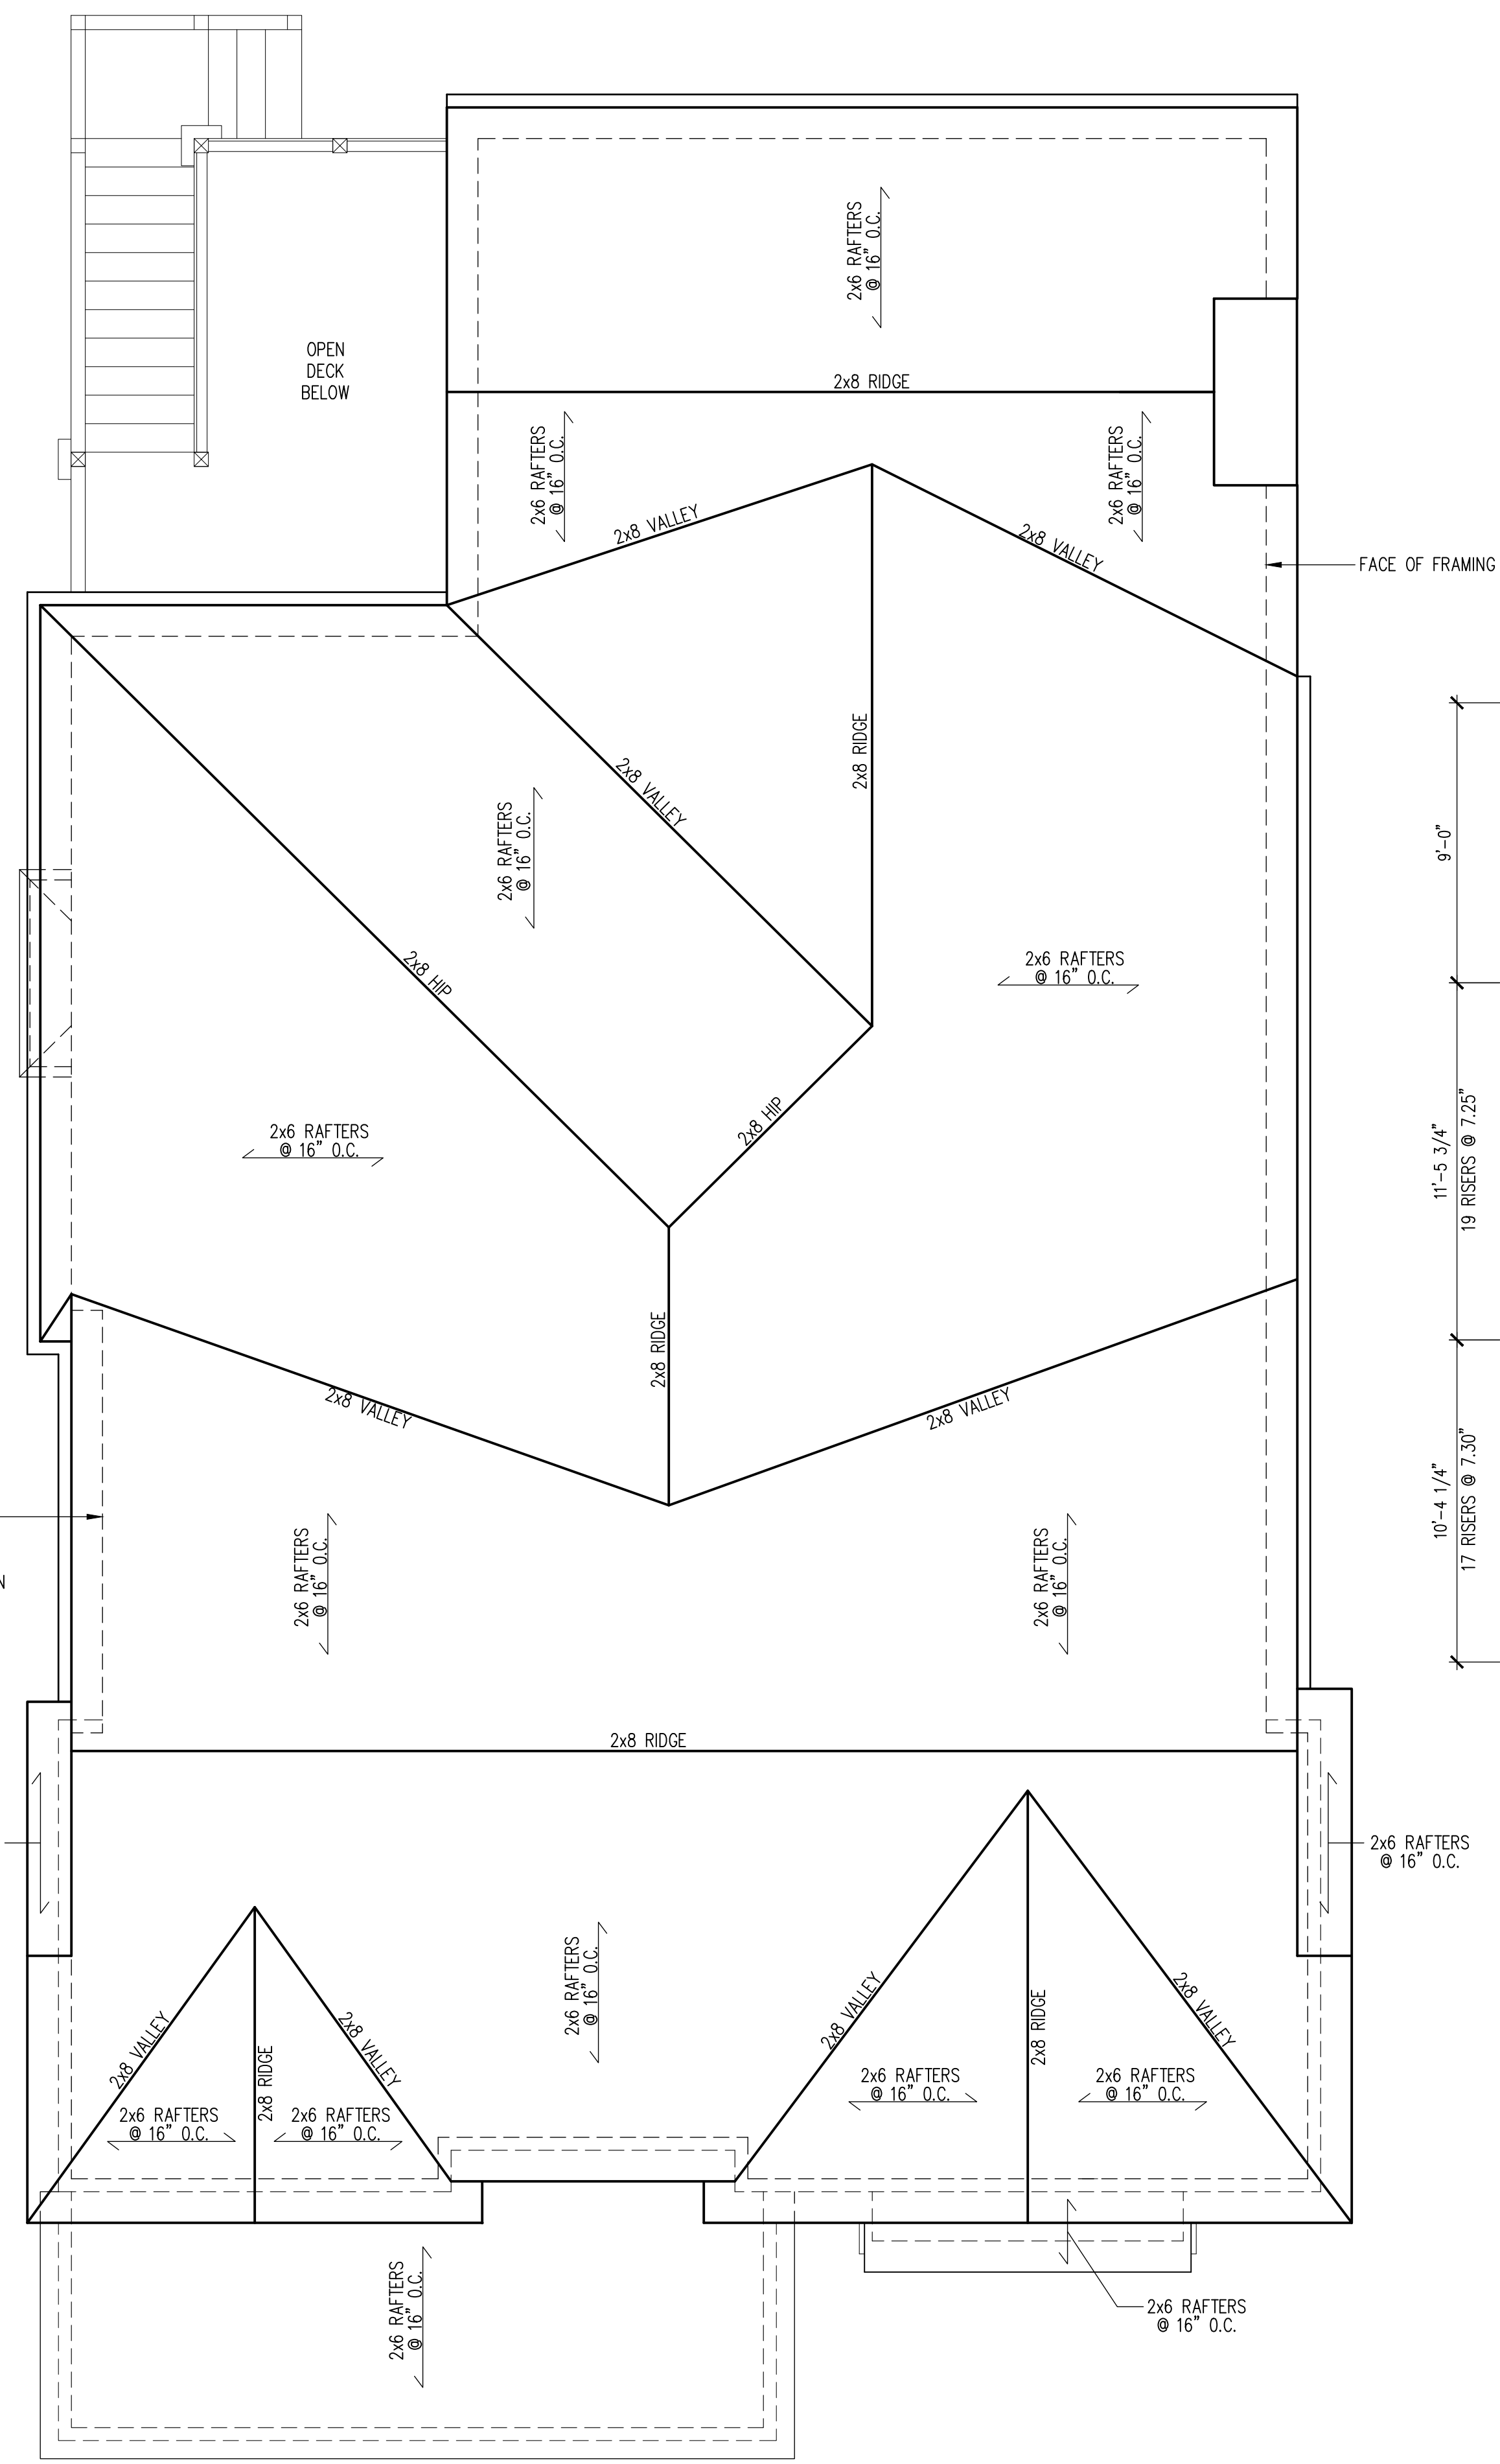 2x6 RAFTERS
@ 16" O.C.
OPEN
DECK
BELOW
2x8 RIDGE
2x6 RAFTERS
@ 16" O.C.
2x6 RAFTERS
@ 16" O.C.
2x8 VALLEY
2x8 VALLEY
FACE OF FRAMING
2x8 RIDGE
2x8 VALLEY
2x6 RAFTERS
@ 16" O.C.
9'-0"
2x8 HIP
2x6 RAFTERS
@ 16" O.C.
2x8 HIP
2x6 RAFTERS
@ 16" O.C.
11'-5 3/4"
19 RISERS @ 7.25"
2x8 RIDGE
2x8 VALLEY
2x8 VALLEY
10'-4 1/4"
17 RISERS @ 7.30"
2x6 RAFTERS
@ 16" O.C.
2x6 RAFTERS
@ 16" O.C.
N
2x8 RIDGE
2x6 RAFTERS
@ 16" O.C.
2x6 RAFTERS
@ 16" O.C.
2x8 VALLEY
2x8 RIDGE
2x8 VALLEY
2x8 VALLEY
2x8 RIDGE
2x8 VALLEY
2x6 RAFTERS
@ 16" O.C.
2x6 RAFTERS
@ 16" O.C.
2x6 RAFTERS
@ 16" O.C.
2x6 RAFTERS
@ 16" O.C.
2x6 RAFTERS
@ 16" O.C.
2x6 RAFTERS
@ 16" O.C.